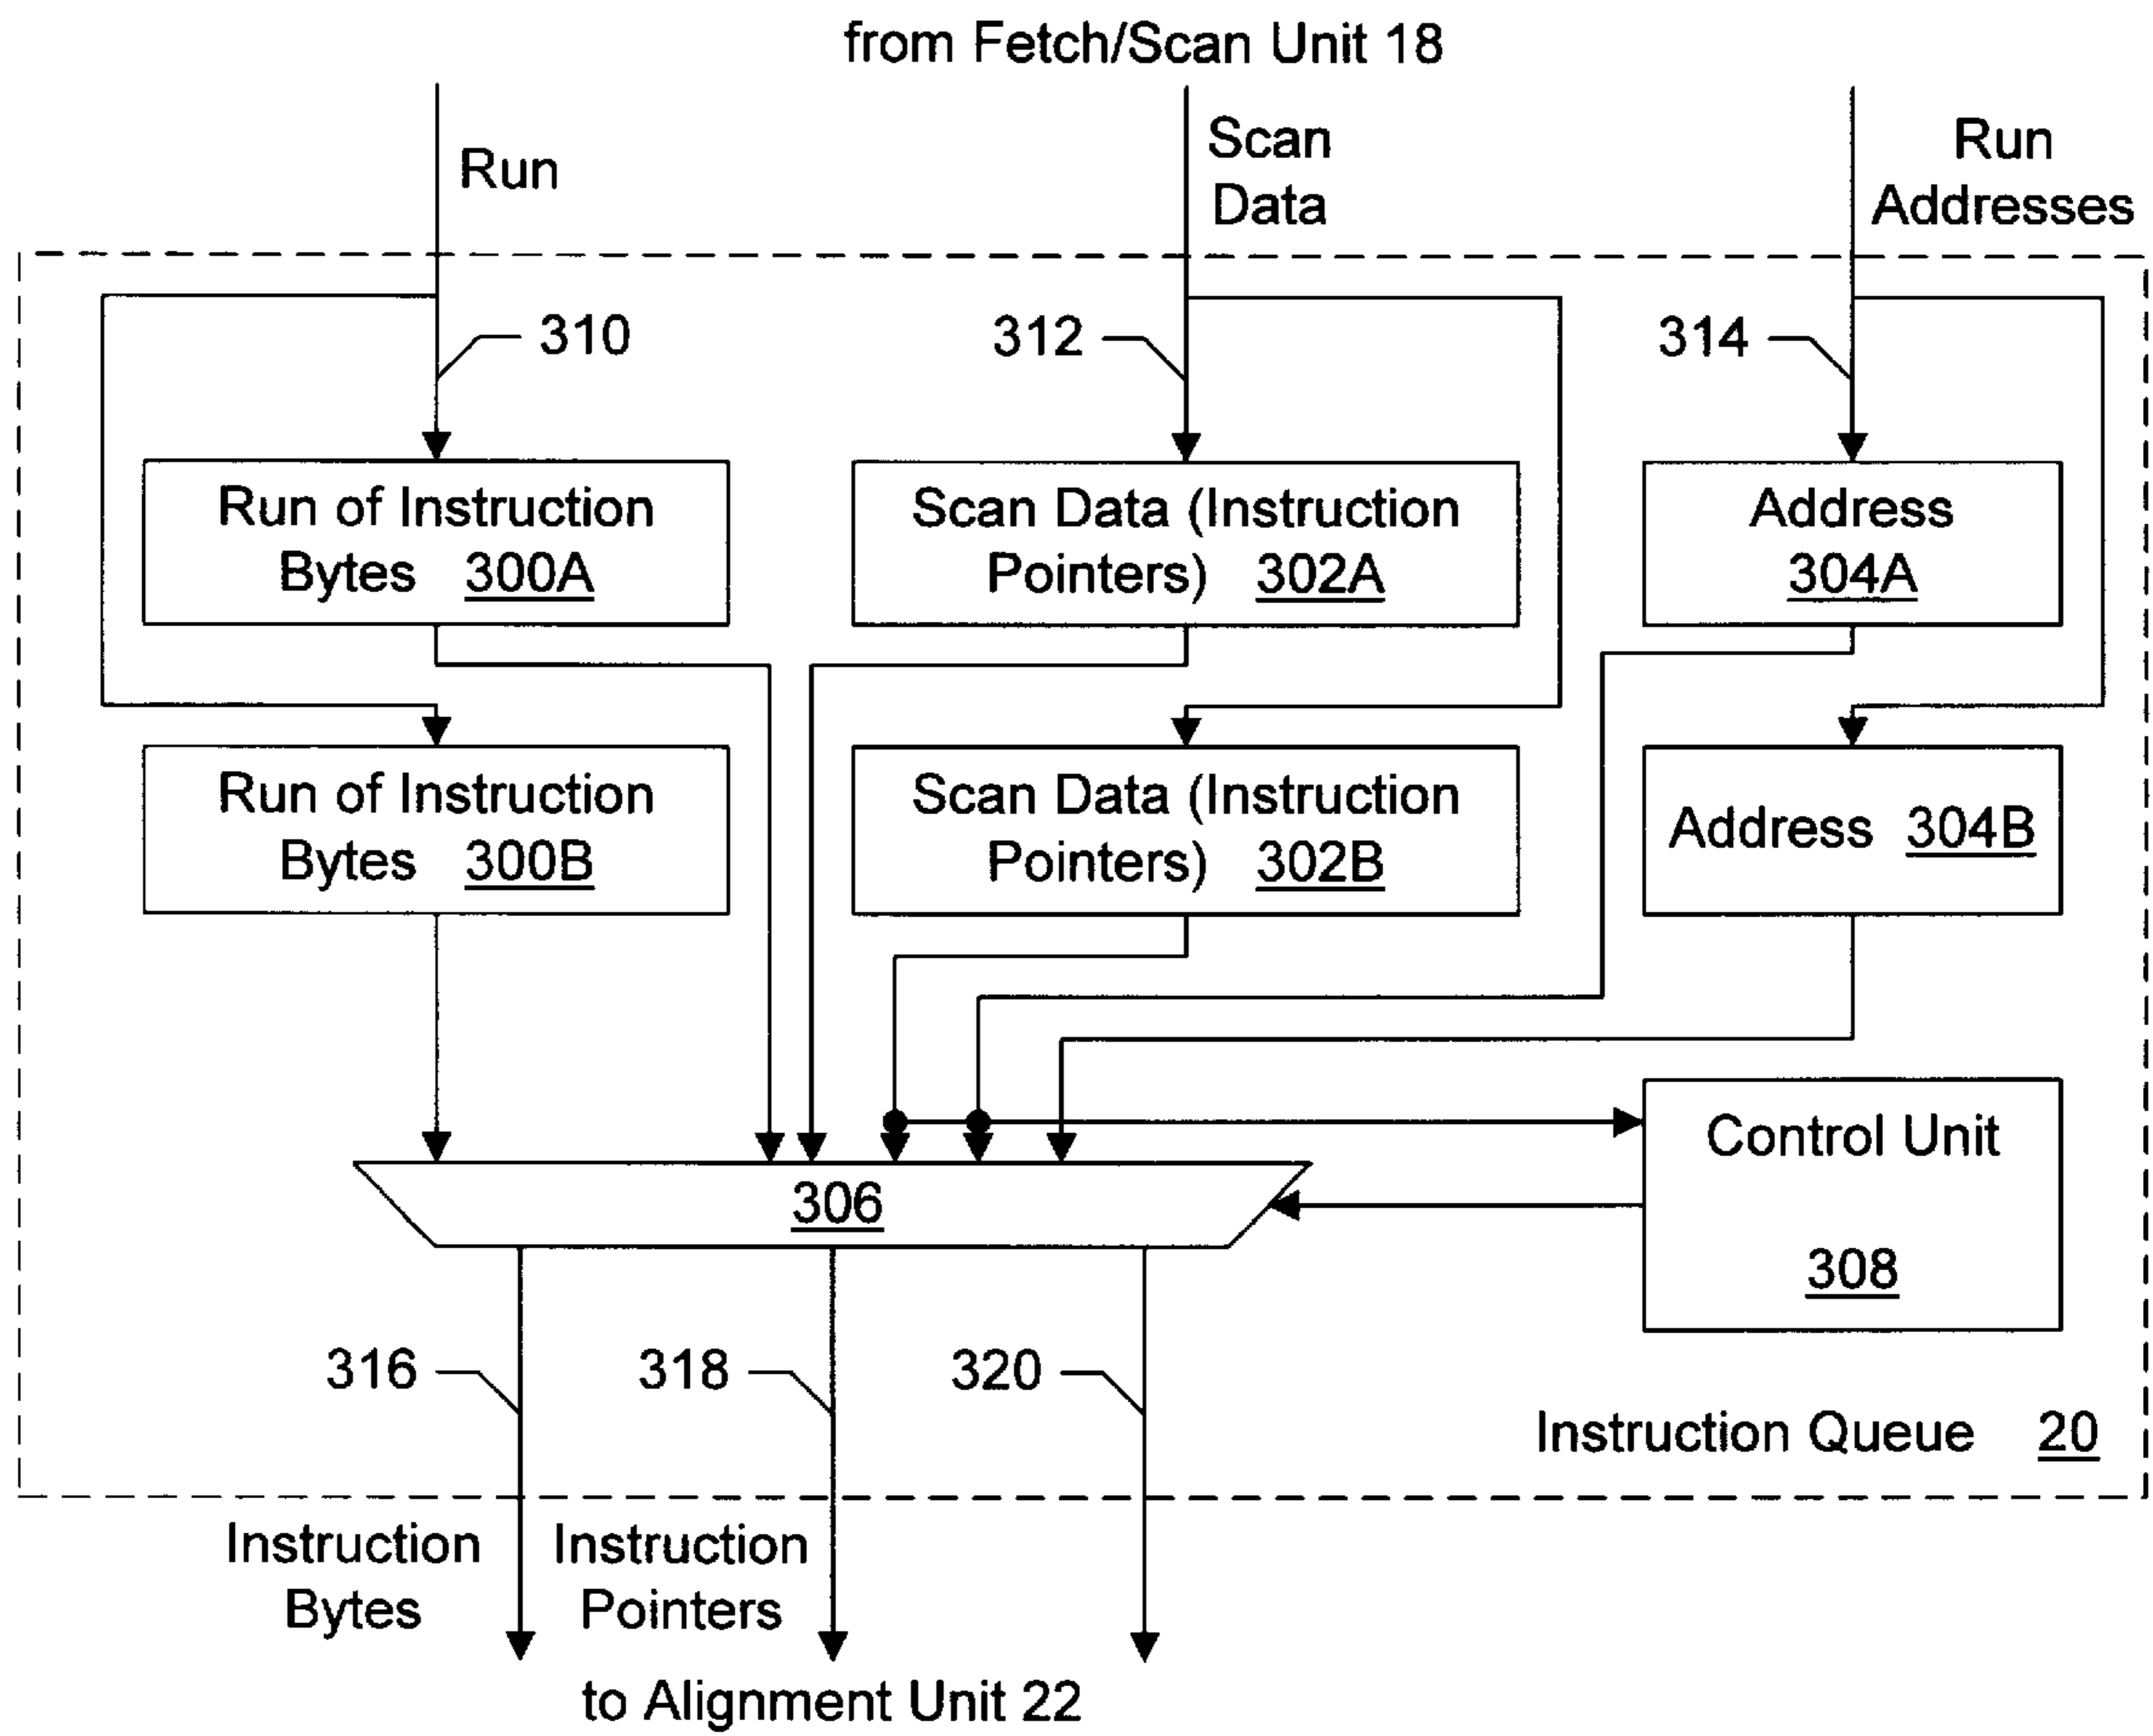 from Fetch/Scan Unit 18
Run
Scan
Data
Run
Addresses
310
312
314
Run of Instruction
Bytes 300A
Scan Data (Instruction
Pointers) 302A
Address
304A
Run of Instruction
Bytes 300B
Scan Data (Instruction
Pointers) 302B
Address 304B
Control Unit
308
306
316
318
320
Instruction Queue 20
Instruction
Bytes
Instruction
Pointers
to Alignment Unit 22